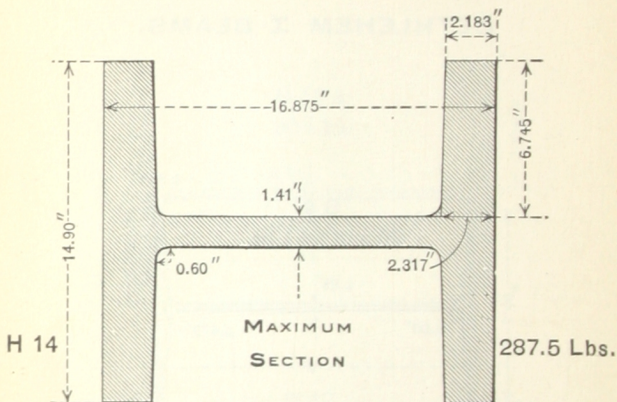 2.183"
16.875"
6.745"
1.41"
14.90"
0.60"
2.317"
MAXIMUM
SECTION
H 14
287.5 Lbs.